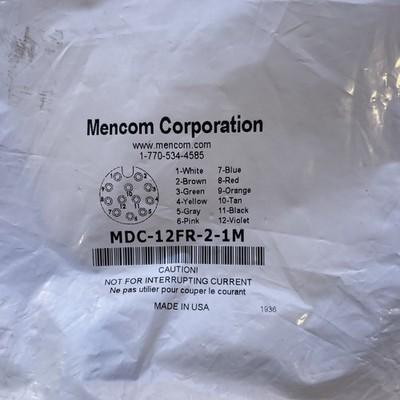 Mencom Corporation
www.mencom.com
1-770-534-4585
1-White 7-Blue
2-Brown 8-Red
3-Green 9-Orange
4-Yellow 10-Tan
5-Gray 11-Black
6-Pink 12-Violet
MDC-12FR-2-1M
CAUTION!
NOT FOR INTERRUPTING CURRENT
Ne pas utilier pour couper le courant
MADE IN USA 1936